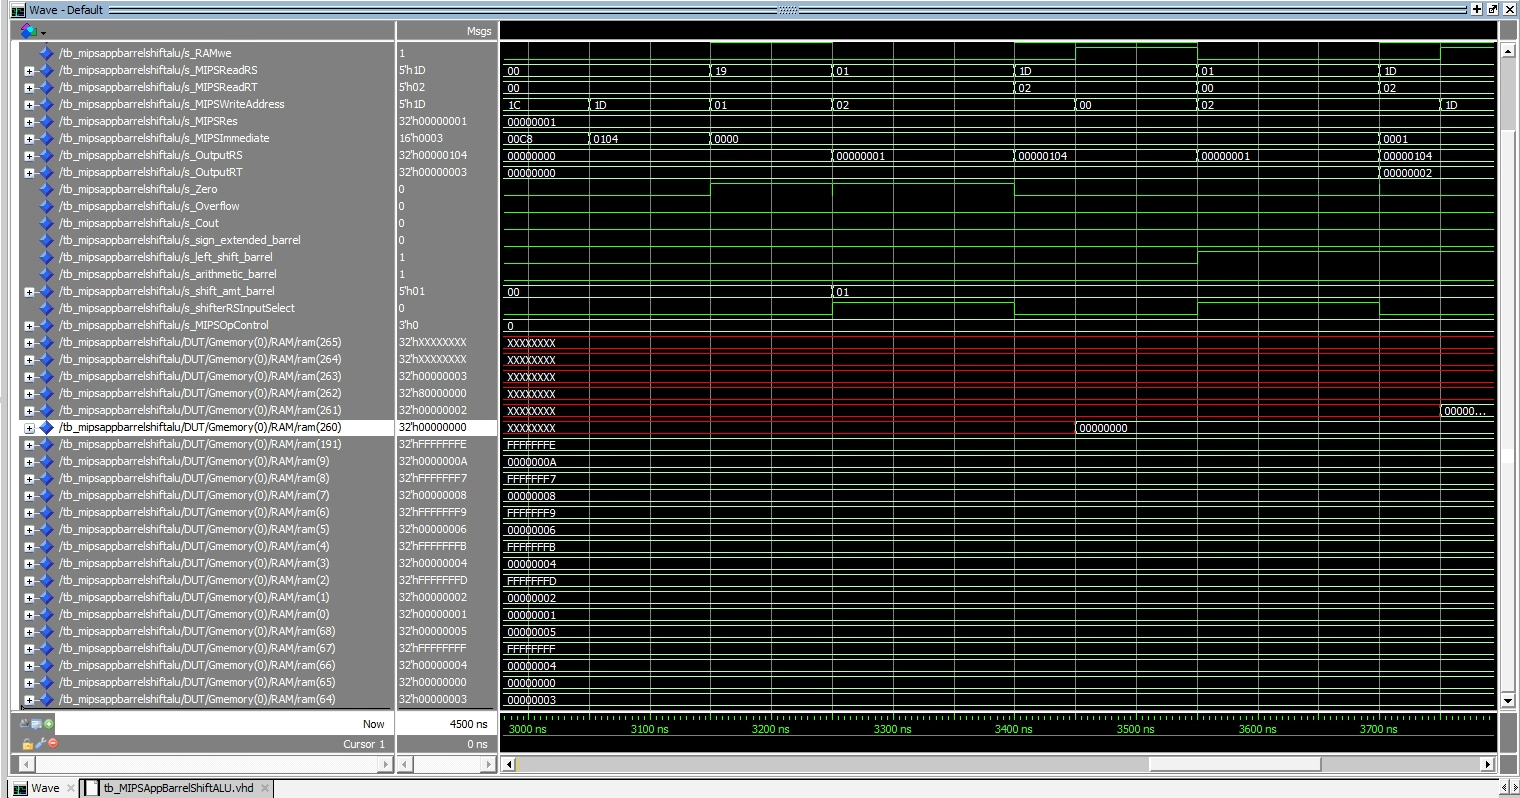 Wave - Default
Msgs
/tb_mipsappbarrelshiftalu/s_RAMwe 1
/tb_mipsappbarrelshiftalu/s_MIPSReadRS 5'h1D 00 19 01 1D 01 1D
/tb_mipsappbarrelshiftalu/s_MIPSReadRT 5'h02 00 02 00 02
/tb_mipsappbarrelshiftalu/s_MIPSWriteAddress 5'h1D 1C 1D 01 02 00 02 1D
/tb_mipsappbarrelshiftalu/s_MIPSRes 32'h00000001 00000001
/tb_mipsappbarrelshiftalu/s_MIPSImmediate 16'h0003 00C8 0104 0000 0001
/tb_mipsappbarrelshiftalu/s_OutputRS 32'h00000104 00000000 00000001 00000104 00000001 00000104
/tb_mipsappbarrelshiftalu/s_OutputRT 32'h00000003 00000000 00000002
/tb_mipsappbarrelshiftalu/s_Zero 0
/tb_mipsappbarrelshiftalu/s_Overflow 0
/tb_mipsappbarrelshiftalu/s_Cout 0
/tb_mipsappbarrelshiftalu/s_sign_extended_barrel 0
/tb_mipsappbarrelshiftalu/s_left_shift_barrel 1
/tb_mipsappbarrelshiftalu/s_arithmetic_barrel 1
/tb_mipsappbarrelshiftalu/s_shift_amt_barrel 5'h01 00 01
/tb_mipsappbarrelshiftalu/s_shifterRSInputSelect 0
/tb_mipsappbarrelshiftalu/s_MIPSOpControl 3'h0 0
/tb_mipsappbarrelshiftalu/DUT/Gmemory(0)/RAM/ram(265) 32'hXXXXXXXX XXXXXXXX
/tb_mipsappbarrelshiftalu/DUT/Gmemory(0)/RAM/ram(264) 32'hXXXXXXXX XXXXXXXX
/tb_mipsappbarrelshiftalu/DUT/Gmemory(0)/RAM/ram(263) 32'h00000003 XXXXXXXX
/tb_mipsappbarrelshiftalu/DUT/Gmemory(0)/RAM/ram(262) 32'h80000000 XXXXXXXX
/tb_mipsappbarrelshiftalu/DUT/Gmemory(0)/RAM/ram(261) 32'h00000002 XXXXXXXX 00000...
/tb_mipsappbarrelshiftalu/DUT/Gmemory(0)/RAM/ram(260) 32'h00000000 XXXXXXXX 00000000
/tb_mipsappbarrelshiftalu/DUT/Gmemory(0)/RAM/ram(191) 32'hFFFFFFFE FFFFFFFE
/tb_mipsappbarrelshiftalu/DUT/Gmemory(0)/RAM/ram(9) 32'h0000000A 0000000A
/tb_mipsappbarrelshiftalu/DUT/Gmemory(0)/RAM/ram(8) 32'hFFFFFFF7 FFFFFFF7
/tb_mipsappbarrelshiftalu/DUT/Gmemory(0)/RAM/ram(7) 32'h00000008 00000008
/tb_mipsappbarrelshiftalu/DUT/Gmemory(0)/RAM/ram(6) 32'hFFFFFFF9 FFFFFFF9
/tb_mipsappbarrelshiftalu/DUT/Gmemory(0)/RAM/ram(5) 32'h00000006 00000006
/tb_mipsappbarrelshiftalu/DUT/Gmemory(0)/RAM/ram(4) 32'hFFFFFFFB FFFFFFFB
/tb_mipsappbarrelshiftalu/DUT/Gmemory(0)/RAM/ram(3) 32'h00000004 00000004
/tb_mipsappbarrelshiftalu/DUT/Gmemory(0)/RAM/ram(2) 32'hFFFFFFFD FFFFFFFD
/tb_mipsappbarrelshiftalu/DUT/Gmemory(0)/RAM/ram(1) 32'h00000002 00000002
/tb_mipsappbarrelshiftalu/DUT/Gmemory(0)/RAM/ram(0) 32'h00000001 00000001
/tb_mipsappbarrelshiftalu/DUT/Gmemory(0)/RAM/ram(68) 32'h00000005 00000005
/tb_mipsappbarrelshiftalu/DUT/Gmemory(0)/RAM/ram(67) 32'hFFFFFFFF FFFFFFFF
/tb_mipsappbarrelshiftalu/DUT/Gmemory(0)/RAM/ram(66) 32'h00000004 00000004
/tb_mipsappbarrelshiftalu/DUT/Gmemory(0)/RAM/ram(65) 32'h00000000 00000000
/tb_mipsappbarrelshiftalu/DUT/Gmemory(0)/RAM/ram(64) 32'h00000003 00000003
Now 4500 ns 3000 ns 3100 ns 3200 ns 3300 ns 3400 ns 3500 ns 3600 ns 3700 ns
Cursor 1 0 ns
Wave tb_MIPSAppBarrelShiftALU.vhd